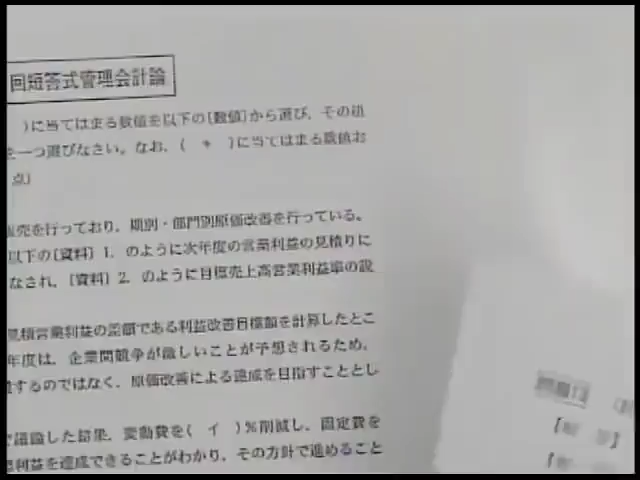 回短答式管理会計論
)に当てはまる数値を以下の〔数値〕から選び，その組
を一つ選びなさい。なお，( キ )に当てはまる数値お
点)
販売を行っており，期別・部門別原価改善を行っている。
以下の〔資料〕1．のように次年度の営業利益の見積りに
なされ，〔資料〕2．のように目標売上高営業利益率の設
見積営業利益の差額である利益改善目標額を計算したとこ
年度は，企業間競争が激しいことが予想されるため，
するのではなく，原価改善による達成を目指すこととし
議論した結果，変動費を( イ )％削減し，固定費を
利益を達成できることがわかり，その方針で進めること
問題13